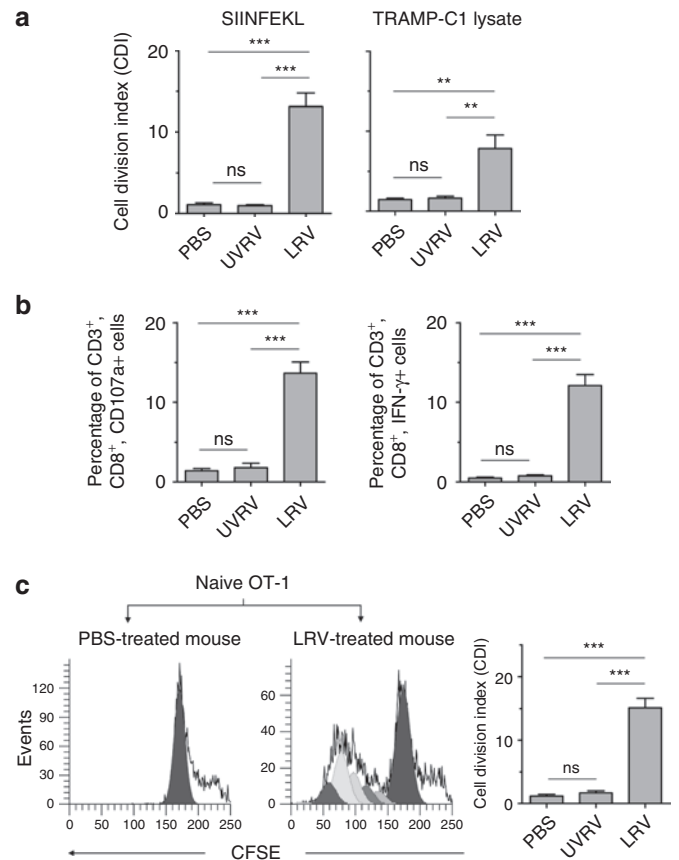 a
SIINFEKL
TRAMP-C1 lysate
Cell division index (CDI)
20
10
0
***
***
ns
PBS
UVRV
LRV
**
**
ns
PBS
UVRV
LRV
b
Percentage of CD3+,
CD8+, CD107a+ cells
20
10
0
***
***
ns
PBS
UVRV
LRV
Percentage of CD3+,
CD8+, IFN-γ+ cells
20
10
0
***
***
ns
PBS
UVRV
LRV
c
Naive OT-1
PBS-treated mouse
LRV-treated mouse
Events
120
90
60
30
0
0 50 100 150 200 250
60
40
20
0
0 50 100 150 200 250
CFSE
Cell division index (CDI)
20
10
0
***
***
ns
PBS
UVRV
LRV